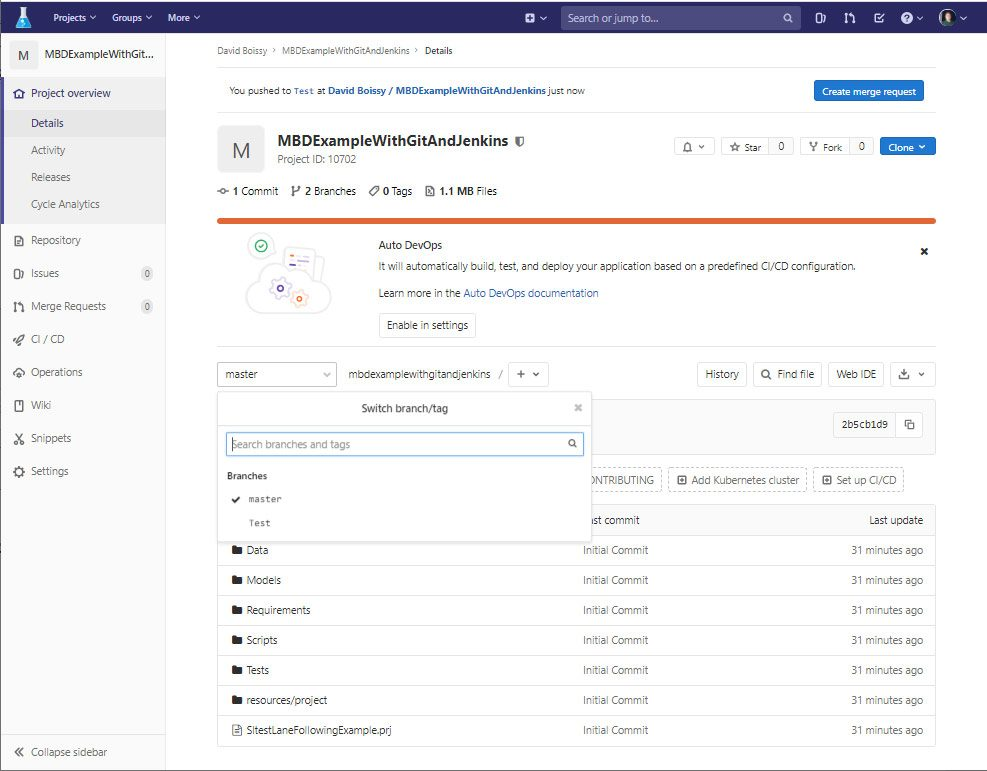 Projects Groups More Search or jump to...
M MBDExampleWithGit...
Project overview
Details
Activity
Releases
Cycle Analytics
Repository
Issues 0
Merge Requests 0
CI / CD
Operations
Wiki
Snippets
Settings
Collapse sidebar
David Boissy > MBDExampleWithGitAndJenkins > Details
You pushed to Test at David Boissy / MBDExampleWithGitAndJenkins just now Create merge request
M MBDExampleWithGitAndJenkins
Project ID: 10702
Star 0 Fork 0 Clone
1 Commit 2 Branches 0 Tags 1.1 MB Files
Auto DevOps
It will automatically build, test, and deploy your application based on a predefined CI/CD configuration.
Learn more in the Auto DevOps documentation
Enable in settings
master mbdexamplewithgitandjenkins / + History Find file Web IDE
Switch branch/tag
2b5cb1d9
Search branches and tags
Branches
master
Test
ONTRIBUTING Add Kubernetes cluster Set up CI/CD
st commit Last update
Data Initial Commit 31 minutes ago
Models Initial Commit 31 minutes ago
Requirements Initial Commit 31 minutes ago
Scripts Initial Commit 31 minutes ago
Tests Initial Commit 31 minutes ago
resources/project Initial Commit 31 minutes ago
SltestLaneFollowingExample.prj Initial Commit 31 minutes ago